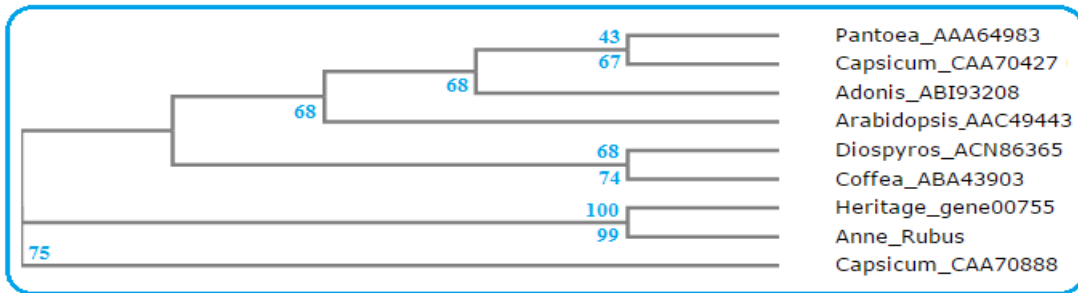 43
Pantoea_AAA64983
67
Capsicum_CAA70427
68
Adonis_ABI93208
68
Arabidopsis_AAC49443
68
Diospyros_ACN86365
74
Coffea_ABA43903
100
Heritage_gene00755
99
Anne_Rubus
75
Capsicum_CAA70888